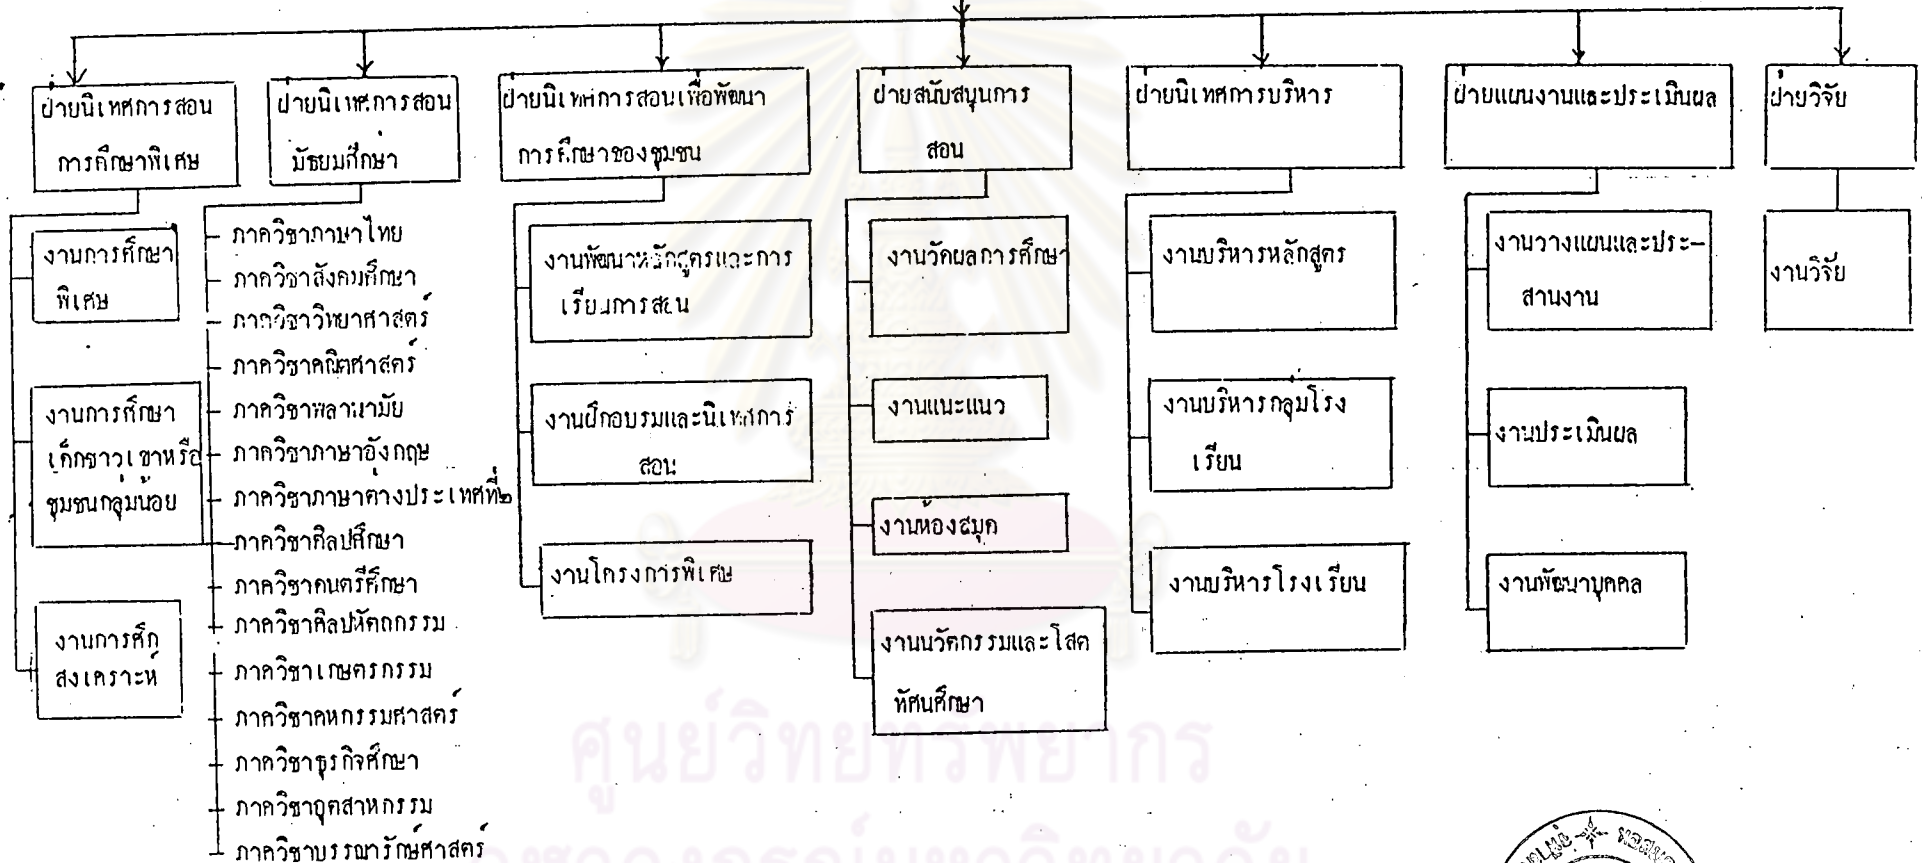 ฝ่ายนิเทศการสอน
การศึกษาพิเศษ
ฝ่ายนิเทศการสอน
มัธยมศึกษา
ฝ่ายนิเทศการสอนเพื่อพัฒนา
การศึกษาของชุมชน
ฝ่ายสนับสนุนการ
สอน
ฝ่ายนิเทศการบริหาร
ฝ่ายแผนงานและประเมินผล
ฝ่ายวิจัย
งานการศึกษา
พิเศษ
งานการศึกษา
เด็กชาวเขาหรือ
ชุมชนกลุ่มน้อย
งานการศึก
สงเคราะห์
ภาควิชาภาษาไทย
ภาควิชาสังคมศึกษา
ภาควิชาวิทยาศาสตร์
ภาควิชาคณิตศาสตร์
ภาควิชาพลานามัย
ภาควิชาภาษาอังกฤษ
ภาควิชาภาษาต่างประเทศที่๒
ภาควิชาศิลปศึกษา
ภาควิชาดนตรีศึกษา
ภาควิชาศิลปหัตถกรรม
ภาควิชาเกษตรกรรม
ภาควิชาคหกรรมศาสตร์
ภาควิชาธุรกิจศึกษา
ภาควิชาอุตสาหกรรม
ภาควิชาบรรณารักษ์ศาสตร์
งานพัฒนาหลักสูตรและการ
เรียนการสอน
งานฝึกอบรมและนิเทศการ
สอน
งานโครงการพิเศษ
งานวัดผลการศึกษา
งานแนะแนว
งานห้องสมุด
งานนวัตกรรมและโสต
ทัศนศึกษา
งานบริหารหลักสูตร
งานบริหารกลุ่มโรง
เรียน
งานบริหารโรงเรียน
งานวางแผนและประ-
สานงาน
งานประเมินผล
งานพัฒนาบุคคล
งานวิจัย
ศูนย์วิทยทรัพยากร
จุฬาลงกรณ์มหาวิทยาลัย